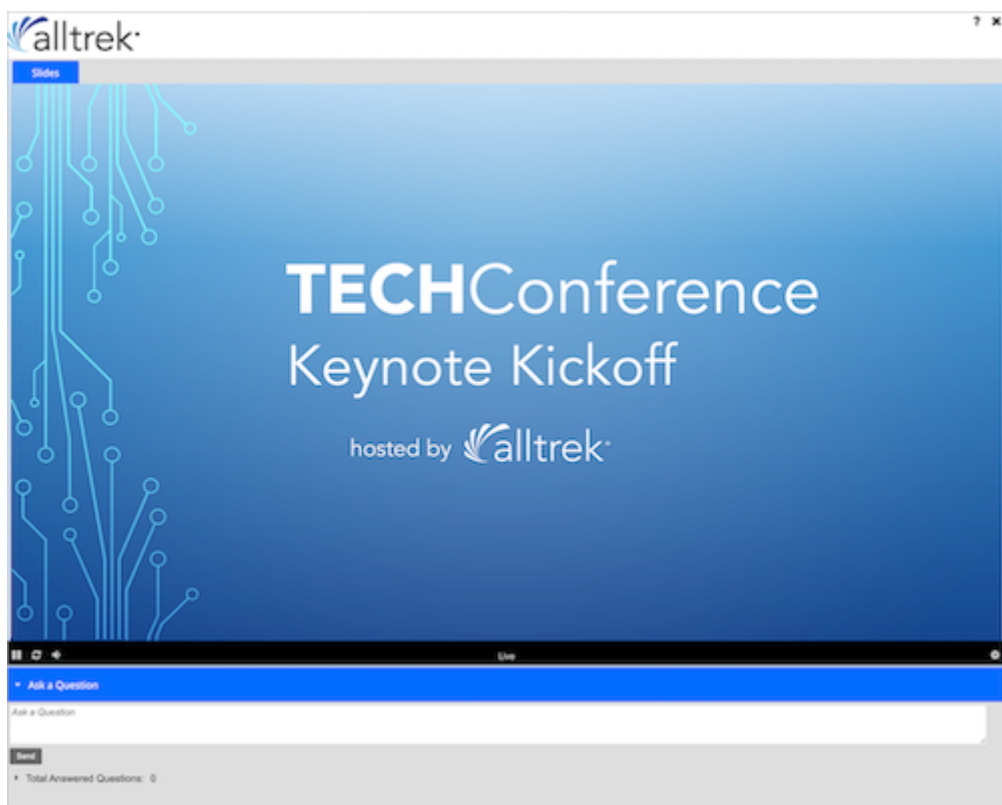 alltrek
? ×
Slides
TECHConference
Keynote Kickoff
hosted by alltrek
Live
Ask a Question
Ask a Question
Send
Total Answered Questions: 0